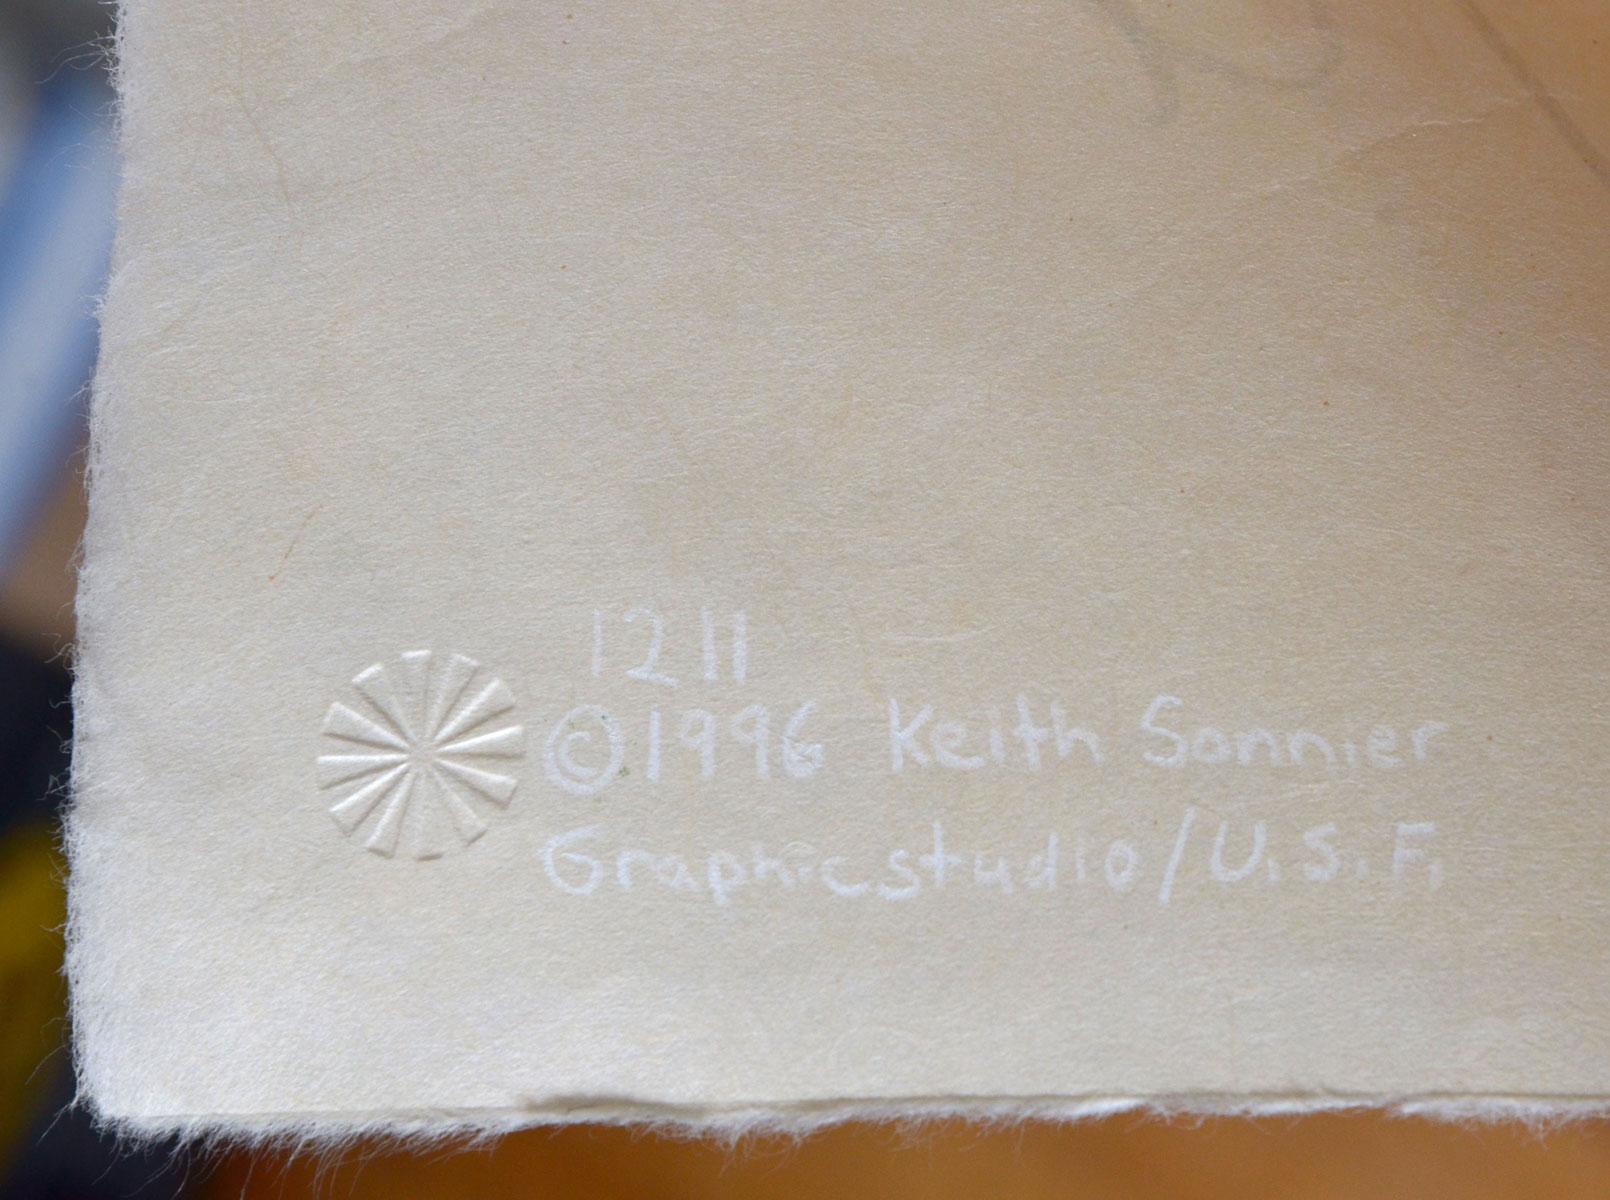 1211
©1996 Keith Sonnier
Graphicstudio/U.S.F.